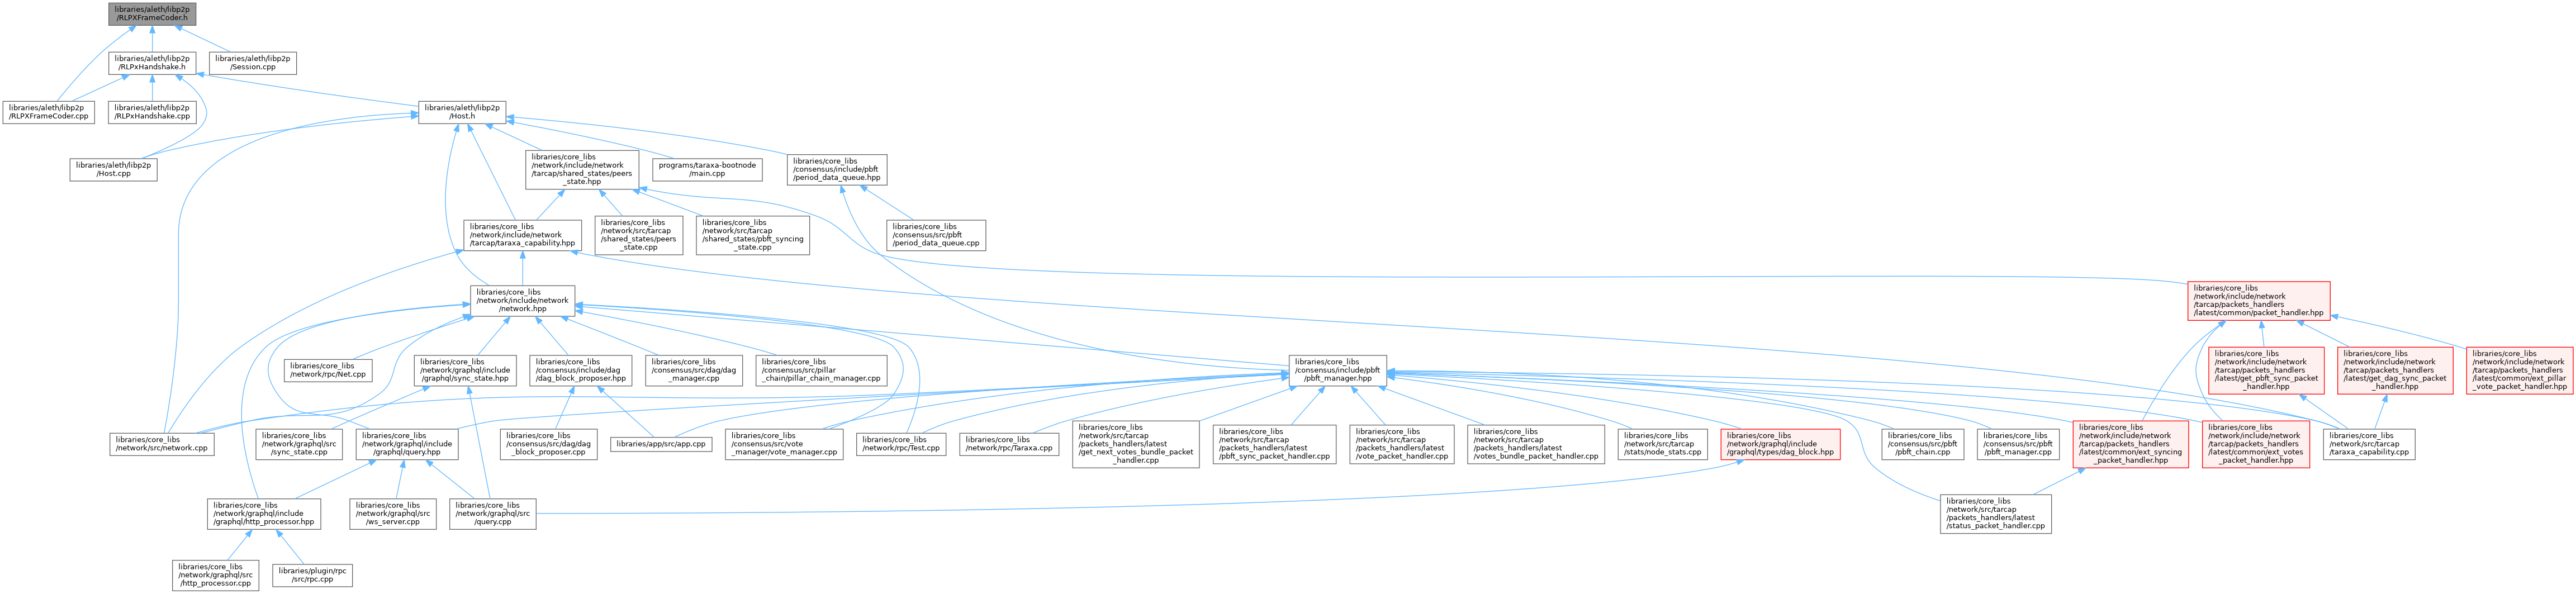 libraries/aleth/libp2p
/RLPXFrameCoder.h
libraries/aleth/libp2p
/RLPxHandshake.h
libraries/aleth/libp2p
/Session.cpp
libraries/aleth/libp2p
/RLPXFrameCoder.cpp
libraries/aleth/libp2p
/RLPxHandshake.cpp
libraries/aleth/libp2p
/Host.h
libraries/aleth/libp2p
/Host.cpp
libraries/core_libs
/network/include/network
/tarcap/shared_states/peers
_state.hpp
programs/taraxa-bootnode
/main.cpp
libraries/core_libs
/consensus/include/pbft
/period_data_queue.hpp
libraries/core_libs
/network/include/network
/tarcap/taraxa_capability.hpp
libraries/core_libs
/network/src/tarcap
/shared_states/peers
_state.cpp
libraries/core_libs
/network/src/tarcap
/shared_states/pbft_syncing
_state.cpp
libraries/core_libs
/consensus/src/pbft
/period_data_queue.cpp
libraries/core_libs
/network/include/network
/network.hpp
libraries/core_libs
/network/include/network
/tarcap/packets_handlers
/latest/common/packet_handler.hpp
libraries/core_libs
/network/rpc/Net.cpp
libraries/core_libs
/network/graphql/include
/graphql/sync_state.hpp
libraries/core_libs
/consensus/include/dag
/dag_block_proposer.hpp
libraries/core_libs
/consensus/src/dag/dag
_manager.cpp
libraries/core_libs
/consensus/src/pillar
_chain/pillar_chain_manager.cpp
libraries/core_libs
/consensus/include/pbft
/pbft_manager.hpp
libraries/core_libs
/network/include/network
/tarcap/packets_handlers
/latest/get_pbft_sync_packet
_handler.hpp
libraries/core_libs
/network/include/network
/tarcap/packets_handlers
/latest/get_dag_sync_packet
_handler.hpp
libraries/core_libs
/network/include/network
/tarcap/packets_handlers
/latest/common/ext_pillar
_vote_packet_handler.hpp
libraries/core_libs
/network/src/network.cpp
libraries/core_libs
/network/graphql/src
/sync_state.cpp
libraries/core_libs
/network/graphql/include
/graphql/query.hpp
libraries/core_libs
/consensus/src/dag/dag
_block_proposer.cpp
libraries/app/src/app.cpp
libraries/core_libs
/consensus/src/vote
_manager/vote_manager.cpp
libraries/core_libs
/network/rpc/Test.cpp
libraries/core_libs
/network/rpc/Taraxa.cpp
libraries/core_libs
/network/src/tarcap
/packets_handlers/latest
/get_next_votes_bundle_packet
_handler.cpp
libraries/core_libs
/network/src/tarcap
/packets_handlers/latest
/pbft_sync_packet_handler.cpp
libraries/core_libs
/network/src/tarcap
/packets_handlers/latest
/vote_packet_handler.cpp
libraries/core_libs
/network/src/tarcap
/packets_handlers/latest
/votes_bundle_packet_handler.cpp
libraries/core_libs
/network/src/tarcap
/stats/node_stats.cpp
libraries/core_libs
/network/graphql/include
/graphql/types/dag_block.hpp
libraries/core_libs
/consensus/src/pbft
/pbft_chain.cpp
libraries/core_libs
/consensus/src/pbft
/pbft_manager.cpp
libraries/core_libs
/network/include/network
/tarcap/packets_handlers
/latest/common/ext_syncing
_packet_handler.hpp
libraries/core_libs
/network/include/network
/tarcap/packets_handlers
/latest/common/ext_votes
_packet_handler.hpp
libraries/core_libs
/network/src/tarcap
/taraxa_capability.cpp
libraries/core_libs
/network/graphql/include
/graphql/http_processor.hpp
libraries/core_libs
/network/graphql/src
/ws_server.cpp
libraries/core_libs
/network/graphql/src
/query.cpp
libraries/core_libs
/network/src/tarcap
/packets_handlers/latest
/status_packet_handler.cpp
libraries/core_libs
/network/graphql/src
/http_processor.cpp
libraries/plugin/rpc
/src/rpc.cpp